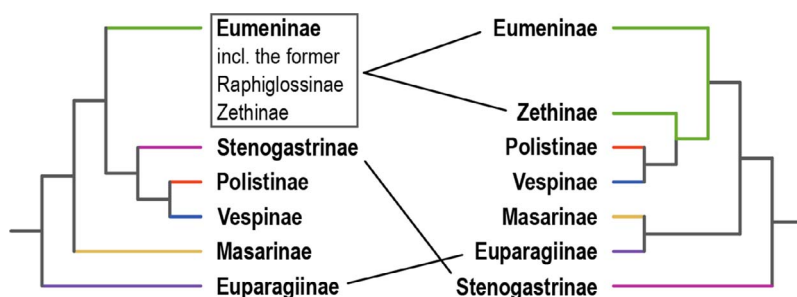 Eumeninae
incl. the former
Raphiglossinae
Zethinae
Stenogastrinae
Polistinae
Vespinae
Masarinae
Euparagiinae
Eumeninae
Zethinae
Polistinae
Vespinae
Masarinae
Euparagiinae
Stenogastrinae